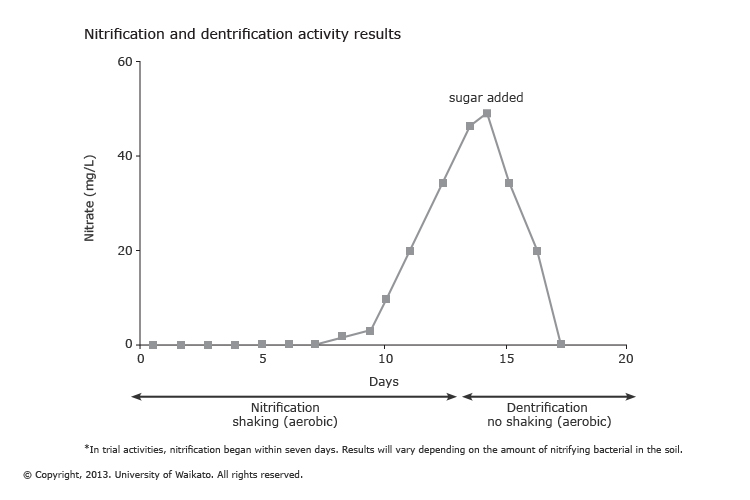 Nitrification and dentrification activity results
60
sugar added
40
Nitrate (mg/L)
20
0
0 5 10 15 20
Days
Nitrification
shaking (aerobic)
Dentrification
no shaking (aerobic)
*In trial activities, nitrification began within seven days. Results will vary depending on the amount of nitrifying bacterial in the soil.
© Copyright, 2013. University of Waikato. All rights reserved.